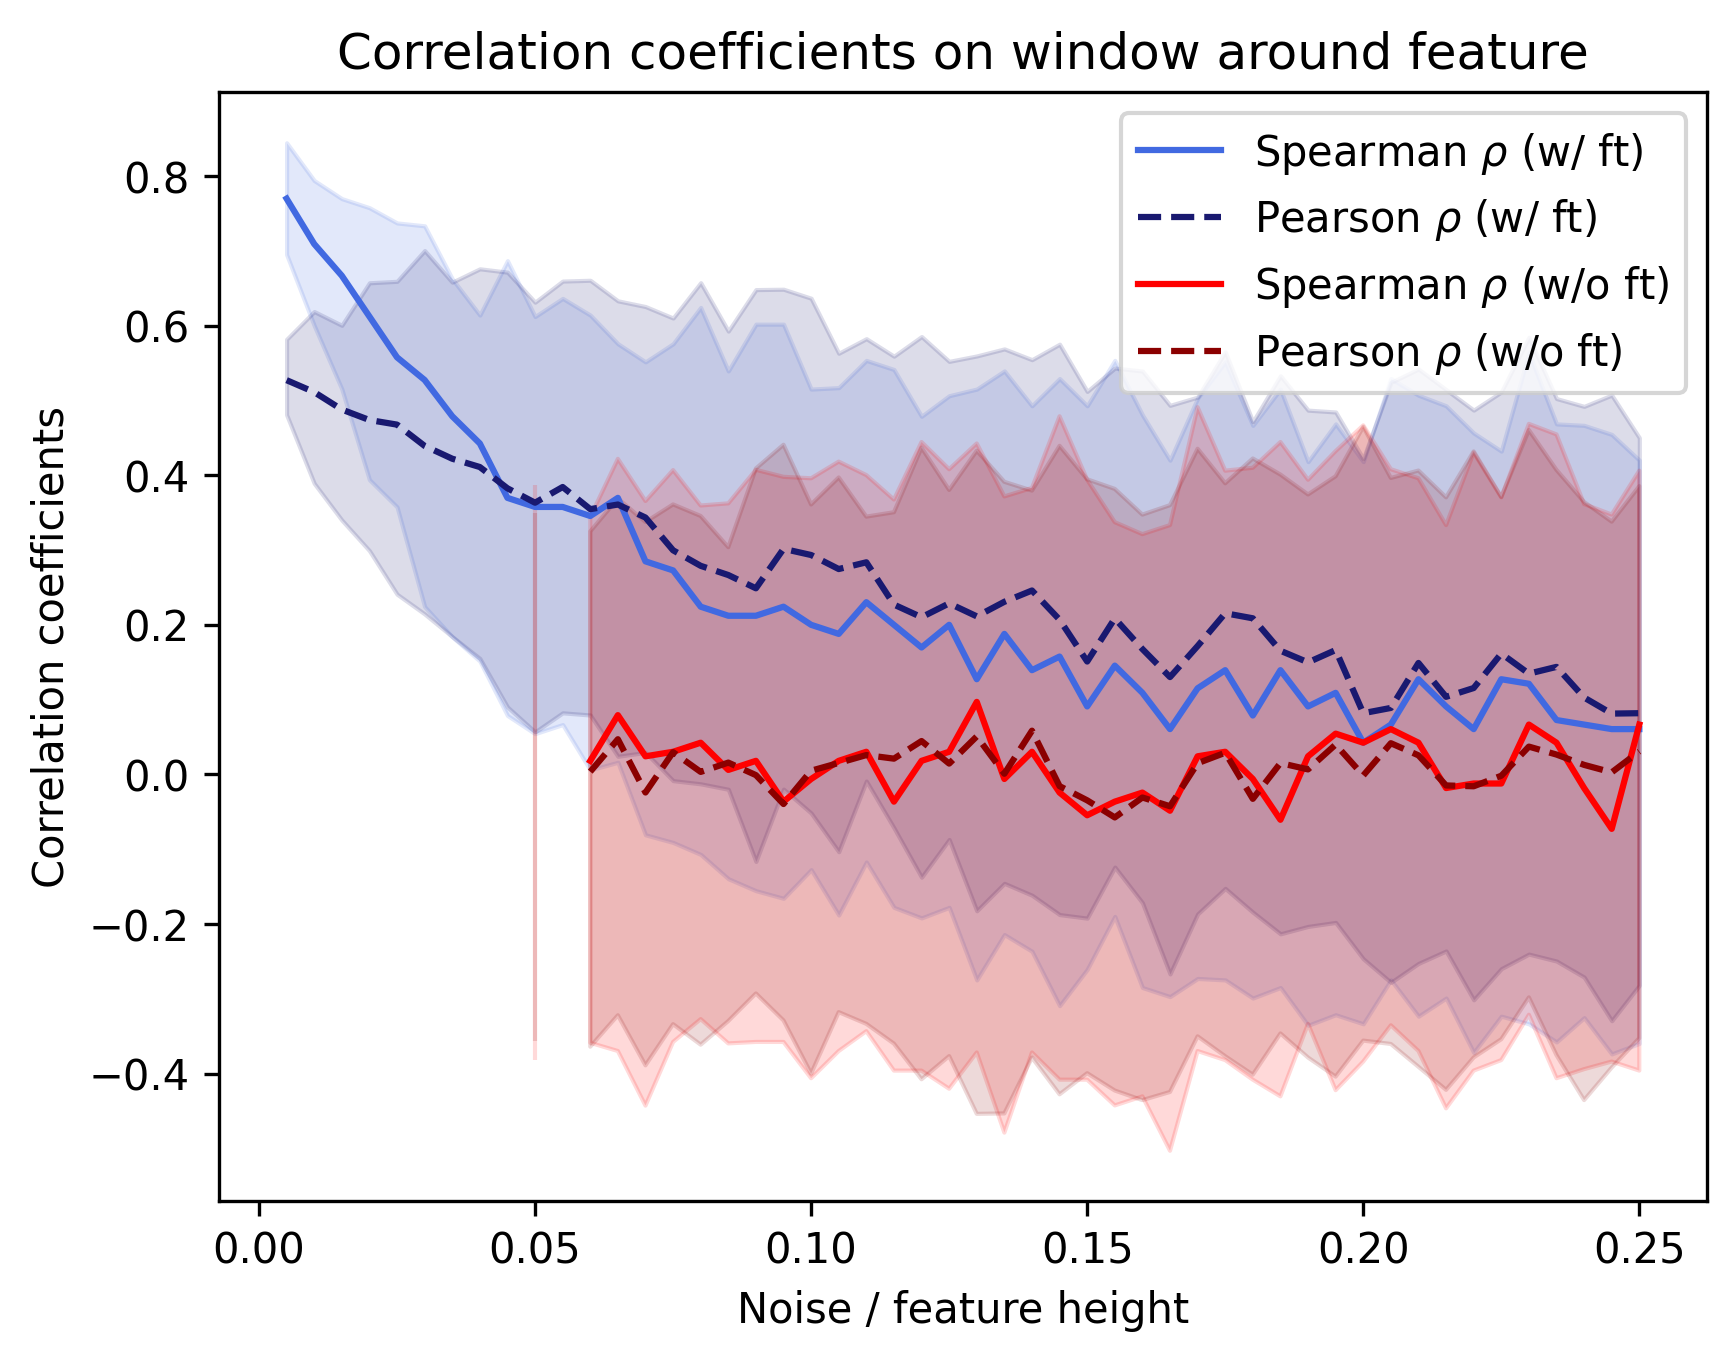 Correlation coefficients on window around feature
Spearman ρ (w/ ft)
Pearson ρ (w/ ft)
Spearman ρ (w/o ft)
Pearson ρ (w/o ft)
Correlation coefficients
0.8
0.6
0.4
0.2
0.0
−0.2
−0.4
0.00 0.05 0.10 0.15 0.20 0.25
Noise / feature height